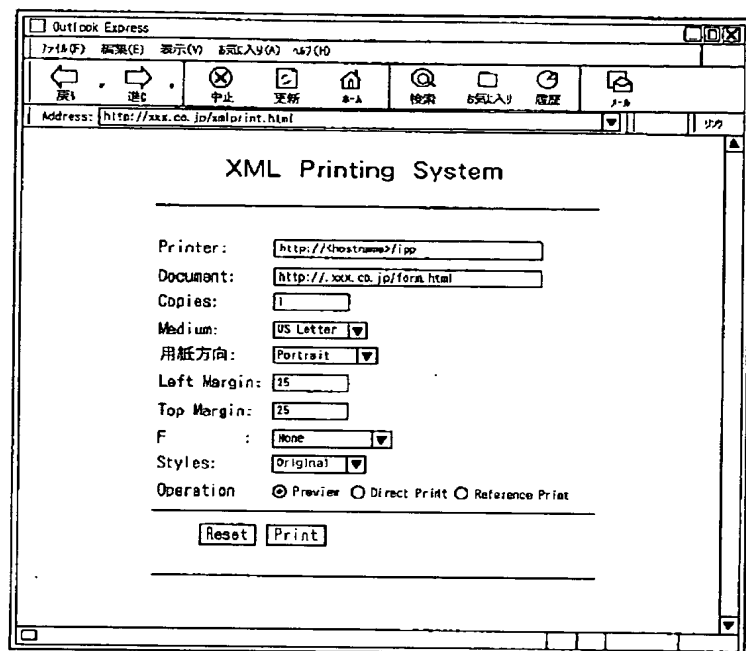 Outlook Express
ファイル(F) 編集(E) 表示(V) お気に入り(A) ヘルプ(H)
戻る 進む 中止 更新 ホーム 検索 お気に入り 履歴 メール
Address: http://xxx.co.jp/xmlprint.html リンク
XML Printing System
Printer: http://<hostname>/ipp
Document: http://.xxx.co.jp/form.html
Copies: 1
Medium: US Letter
用紙方向: Portrait
Left Margin: 25
Top Margin: 25
F : None
Styles: Original
Operation Preview Direct Print Reference Print
Reset Print